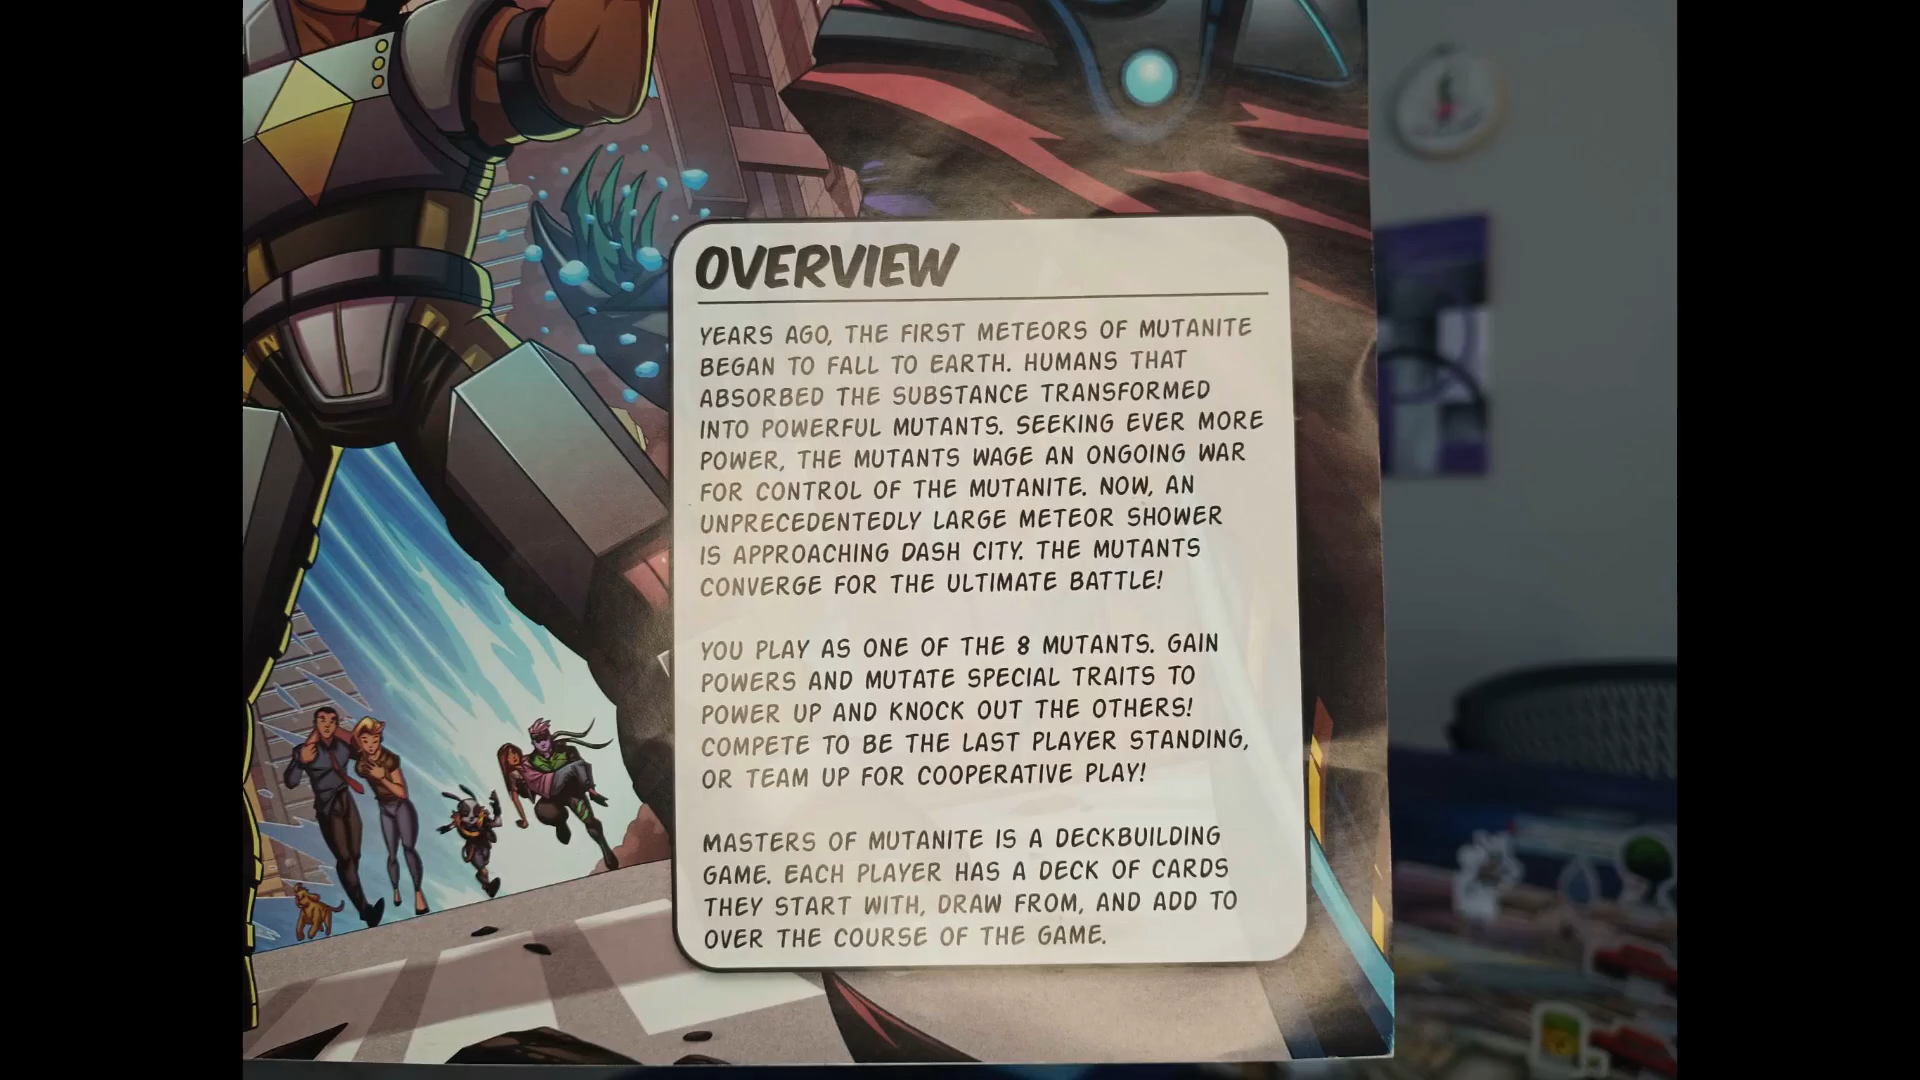 OVERVIEW
YEARS AGO, THE FIRST METEORS OF MUTANITE
BEGAN TO FALL TO EARTH. HUMANS THAT
ABSORBED THE SUBSTANCE TRANSFORMED
INTO POWERFUL MUTANTS. SEEKING EVER MORE
POWER, THE MUTANTS WAGE AN ONGOING WAR
FOR CONTROL OF THE MUTANITE. NOW, AN
UNPRECEDENTEDLY LARGE METEOR SHOWER
IS APPROACHING DASH CITY. THE MUTANTS
CONVERGE FOR THE ULTIMATE BATTLE!
YOU PLAY AS ONE OF THE 8 MUTANTS. GAIN
POWERS AND MUTATE SPECIAL TRAITS TO
POWER UP AND KNOCK OUT THE OTHERS!
COMPETE TO BE THE LAST PLAYER STANDING,
OR TEAM UP FOR COOPERATIVE PLAY!
MASTERS OF MUTANITE IS A DECKBUILDING
GAME. EACH PLAYER HAS A DECK OF CARDS
THEY START WITH, DRAW FROM, AND ADD TO
OVER THE COURSE OF THE GAME.